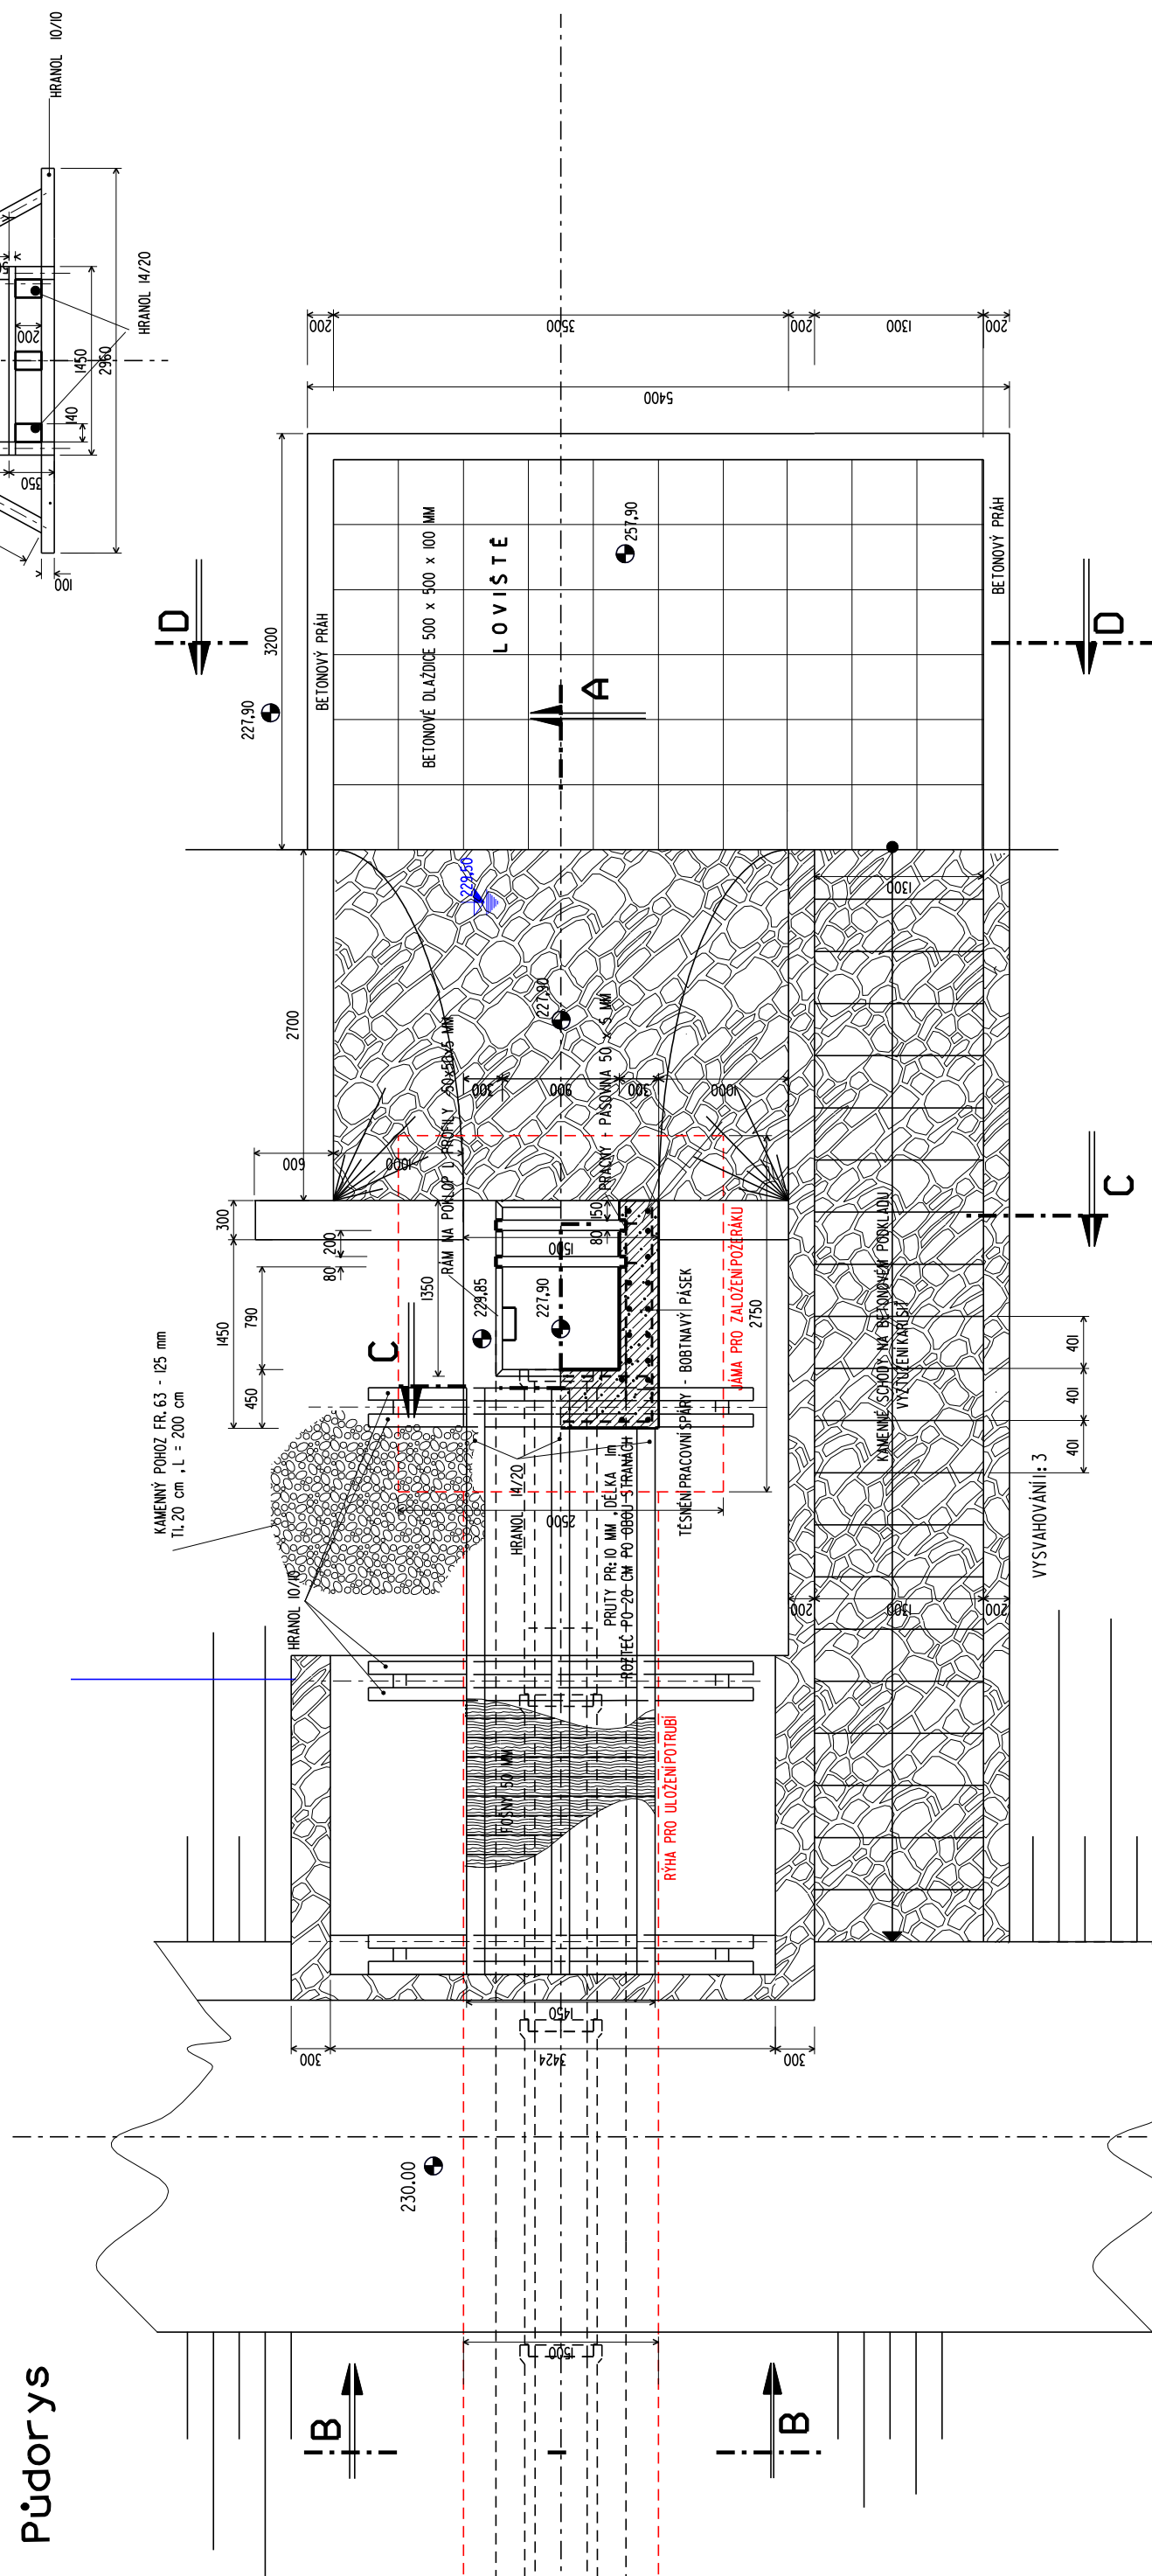 Půdorys
HRANOL 10/10
HRANOL 14/20
200
1450
2960
140
350
100
200
3500
200
1300
200
5400
3200
D
D
227,90
BETONOVÝ PRÁH
BETONOVÉ DLAŽDICE 500 x 500 x 100 MM
LOVIŠTĚ
257,90
A
BETONOVÝ PRÁH
2700
229,50
227,90
1300
RÁM NA POKLOP U PROFILY 50x50x5 MM
PRACNY - PÁSOVINA 50 x 5 MM
300
900
300
1000
600
1000
300
200
80
1450
790
450
1350
150
80
1500
229,85
227,90
C
C
JÁMA PRO ZALOŽENÍ POŽERÁKU
2750
KAMENNÝ POHOZ FR. 63 - 125 mm
Tl. 20 cm , L = 200 cm
HRANOL 10/10
HRANOL 14/20
2500
PRUTY PR. 10 MM , DÉLKA 1m
ROZTEČ PO 20 CM PO OBOU STRANÁCH
TĚSNĚNÍ PRACOVNÍ SPÁRY - BOBTNAVÝ PÁSEK
KAMENNÉ SCHODY NA BETONOVÉM PODKLADU
VYZTUŽENÍ KARI SÍŤ
401
401
401
VYSVAHOVÁNÍ 1: 3
200
1300
200
FOŠNY 50 MM
RÝHA PRO ULOŽENÍ POTRUBÍ
1450
300
3424
300
230.00
1500
B
B